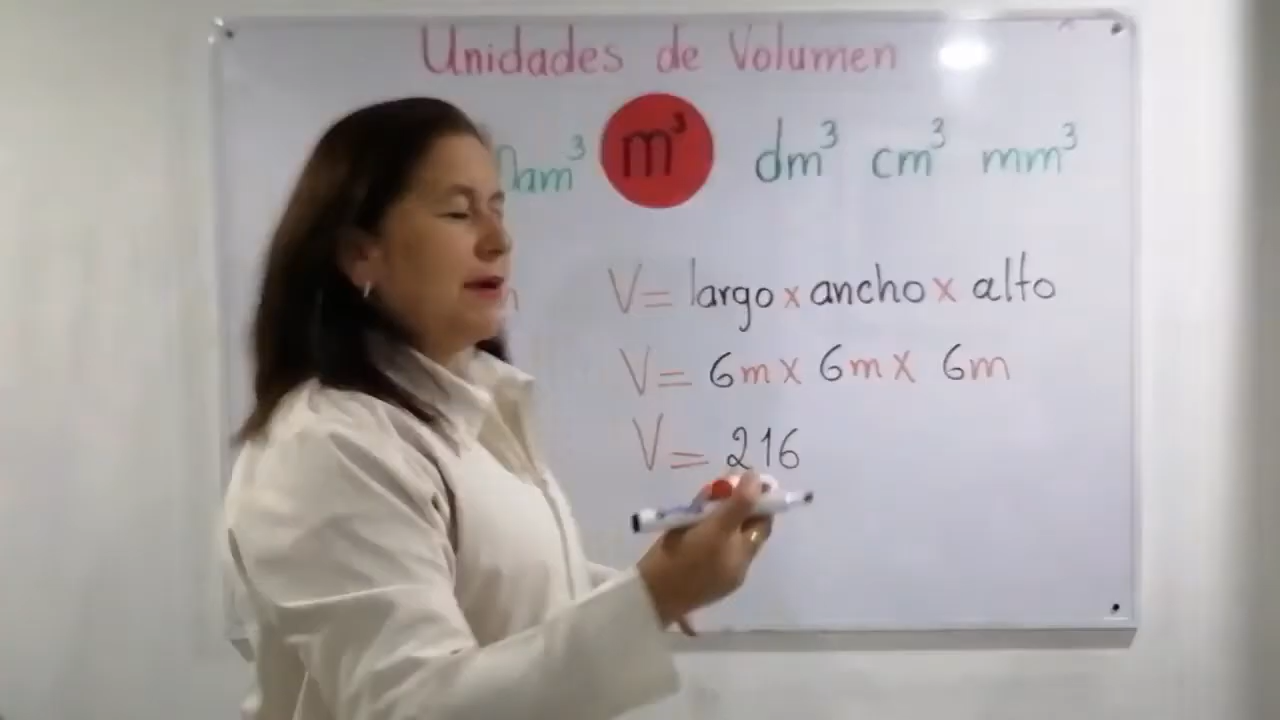 Unidades de Volumen
Dam³ m³ dm³ cm³ mm³
V= largo x ancho x alto
V= 6m x 6m x 6m
V= 216